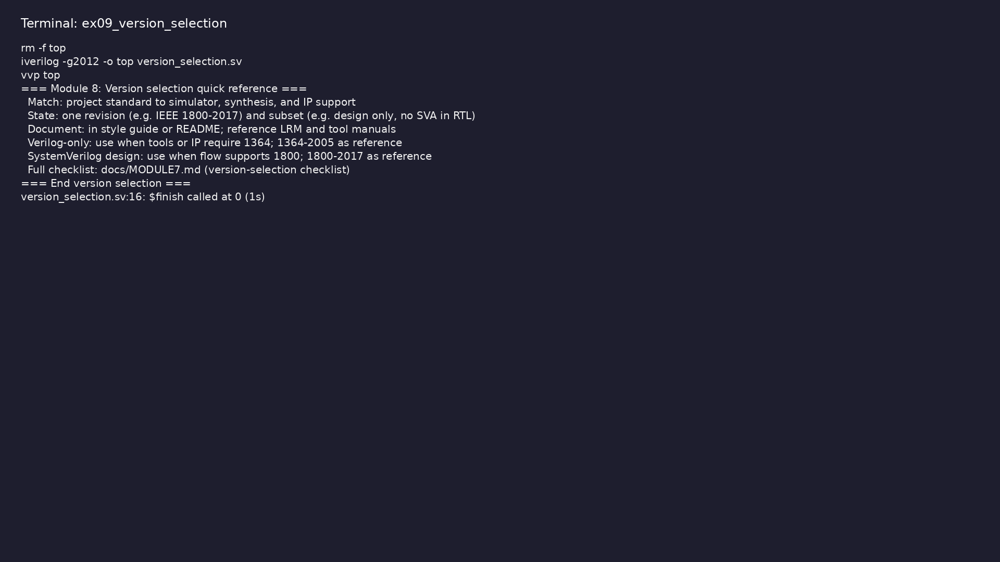 Terminal: ex09_version_selection
rm -f top
iverilog -g2012 -o top version_selection.sv
vvp top
=== Module 8: Version selection quick reference ===
  Match: project standard to simulator, synthesis, and IP support
  State: one revision (e.g. IEEE 1800-2017) and subset (e.g. design only, no SVA in RTL)
  Document: in style guide or README; reference LRM and tool manuals
  Verilog-only: use when tools or IP require 1364; 1364-2005 as reference
  SystemVerilog design: use when flow supports 1800; 1800-2017 as reference
  Full checklist: docs/MODULE7.md (version-selection checklist)
=== End version selection ===
version_selection.sv:16: $finish called at 0 (1s)